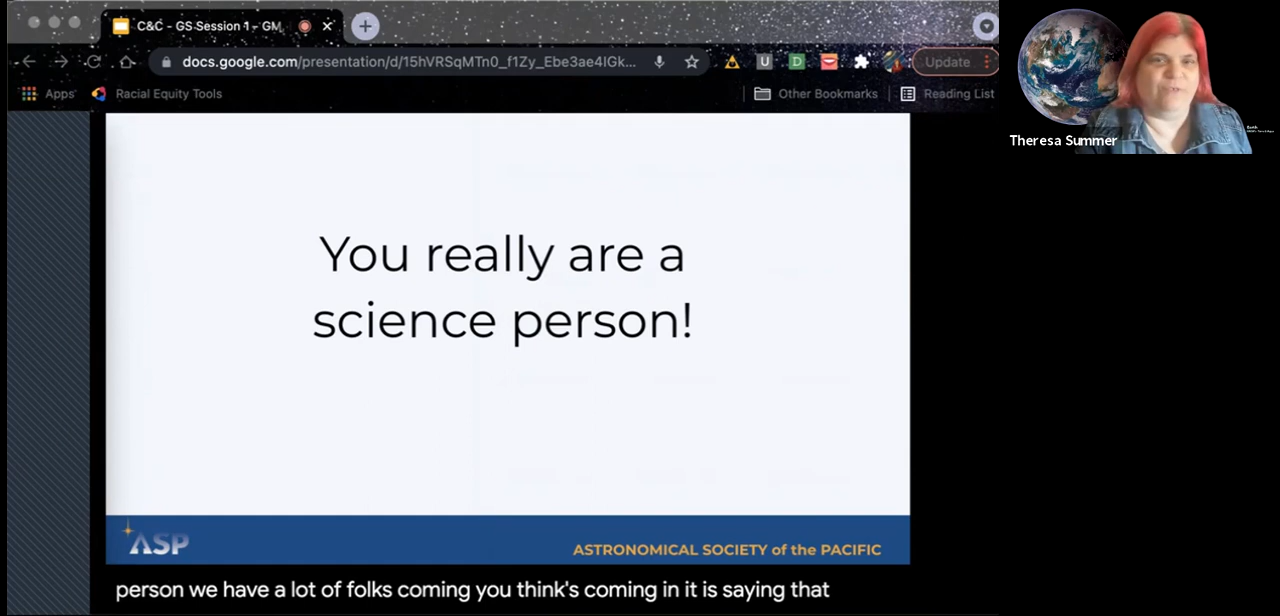 C&C - GS Session 1 - GM
docs.google.com/presentation/d/15hVRSqMTn0_f1Zy_Ebe3ae4IGk...
U
D
Update
Apps
Racial Equity Tools
Other Bookmarks
Reading List
Theresa Summer
You really are a
science person!
ASP
ASTRONOMICAL SOCIETY of the PACIFIC
person we have a lot of folks coming you think's coming in it is saying that